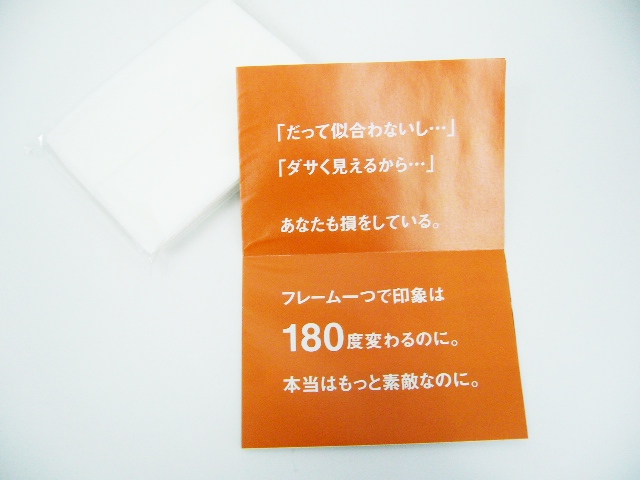 「だって似合わないし…」
「ダサく見えるから…」
あなたも損をしている。
フレーム一つで印象は
180度変わるのに。
本当はもっと素敵なのに。